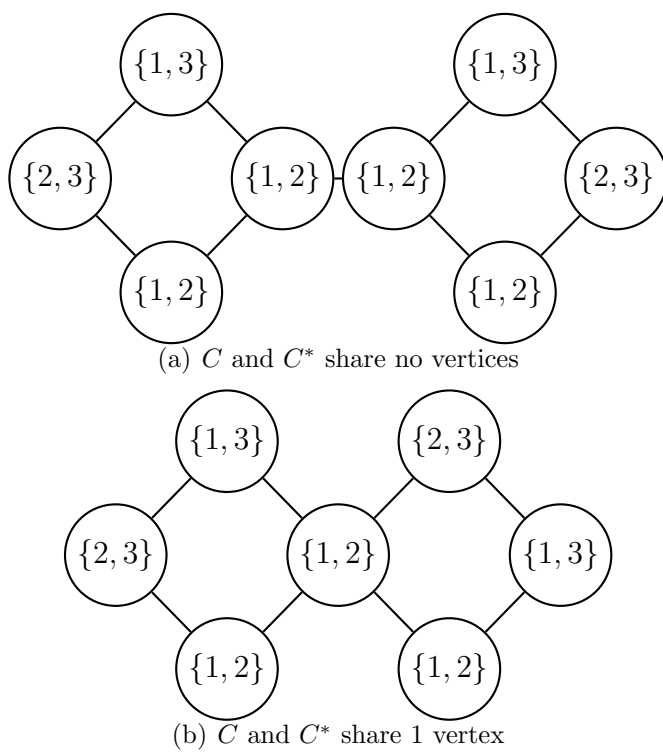 {1, 3} {1, 3}
{2, 3} {1, 2} {1, 2} {2, 3}
{1, 2} {1, 2}
(a) C and C* share no vertices
{1, 3} {2, 3}
{2, 3} {1, 2} {1, 3}
{1, 2} {1, 2}
(b) C and C* share 1 vertex